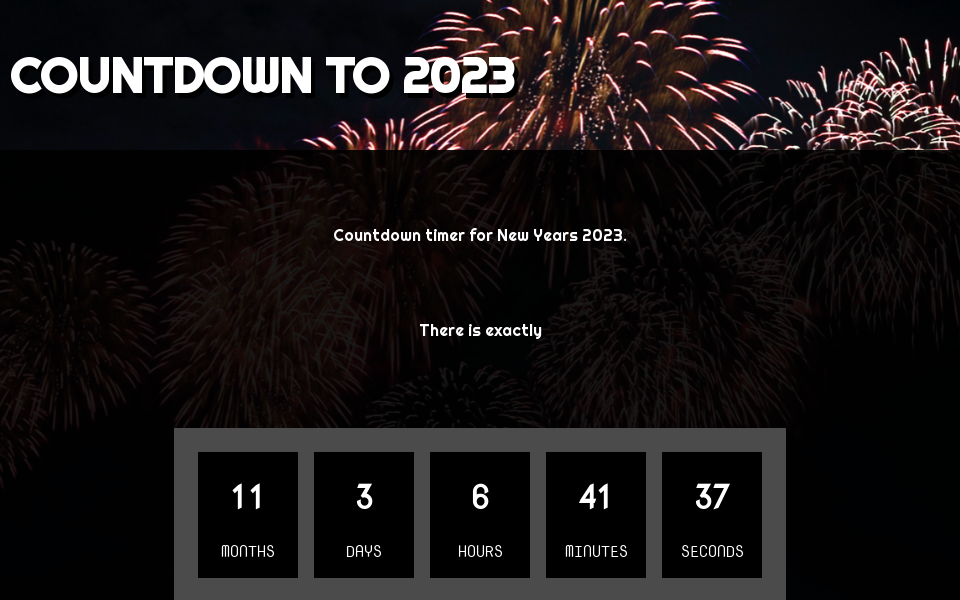 COUNTDOWN TO 2023
Countdown timer for New Years 2023.
There is exactly
11 3 6 41 37
MONTHS DAYS HOURS MINUTES SECONDS